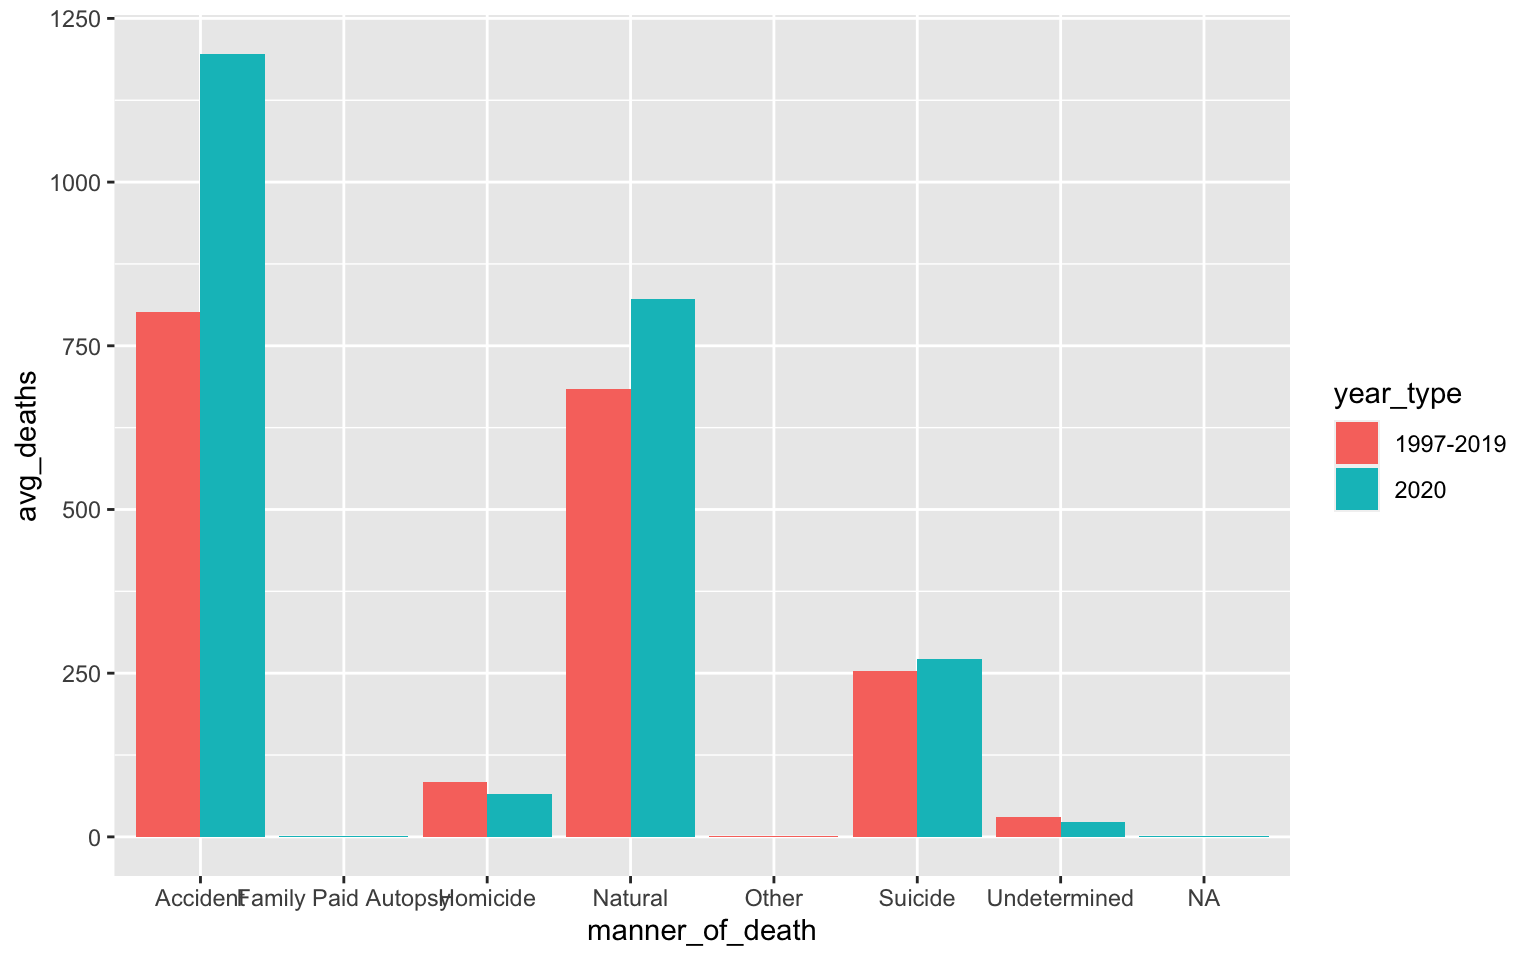 1250
1000
750
500
250
0
avg_deaths
Accident Family Paid Autopsy Homicide Natural Other Suicide Undetermined NA
manner_of_death
year_type
1997-2019
2020